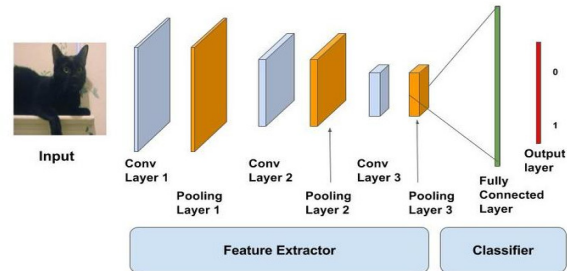 Input
Conv
Layer 1
Pooling
Layer 1
Conv
Layer 2
Pooling
Layer 2
Conv
Layer 3
Pooling
Layer 3
Fully
Connected
Layer
Output
layer
0
1
Feature Extractor
Classifier